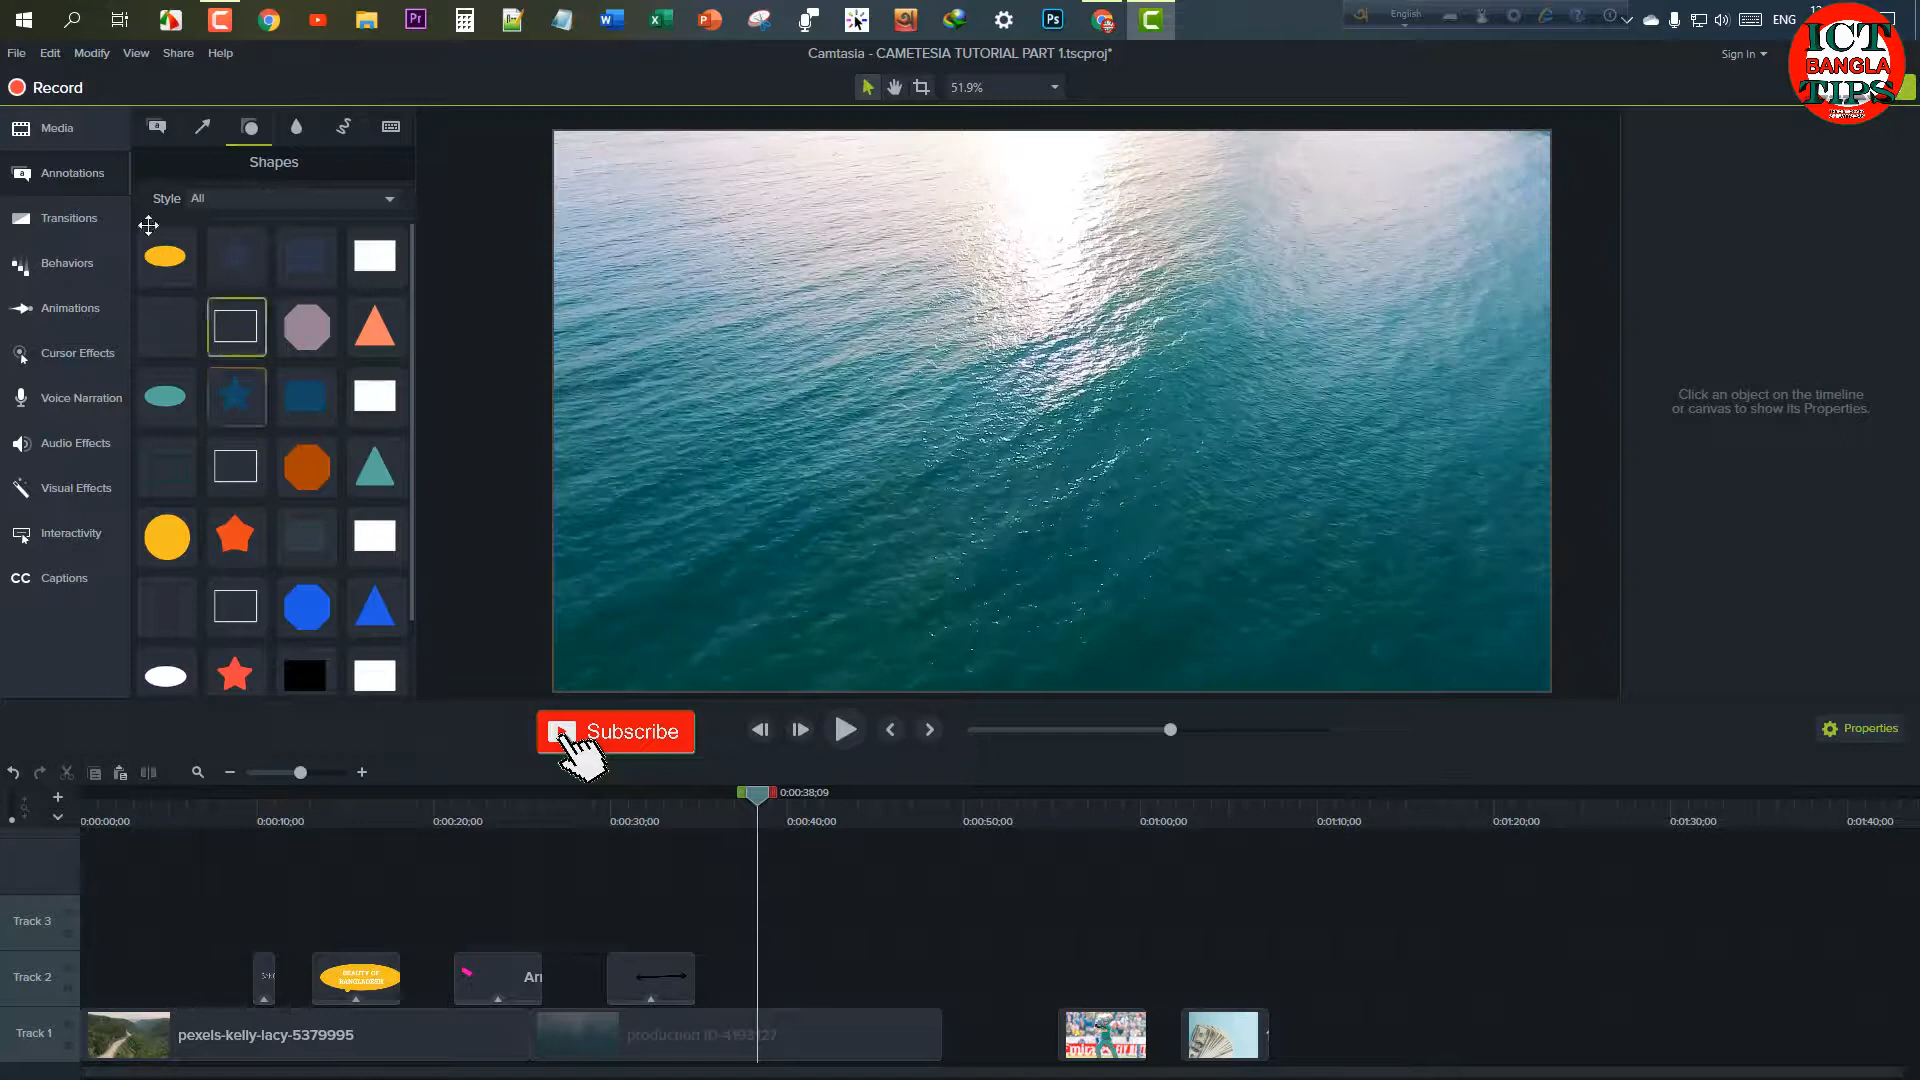 English
ENG
File Edit Modify View Share Help
Camtasia - CAMETESIA TUTORIAL PART 1.tscproj*
Sign In
ICT
BANGLA
TIPS
Record
51.9%
Media
Annotations
Transitions
Behaviors
Animations
Cursor Effects
Voice Narration
Audio Effects
Visual Effects
Interactivity
CC Captions
Shapes
Style All
Click an object on the timeline
or canvas to show its Properties.
Subscribe
Properties
0:00:38;09
0:00:00;00 0:00:10;00 0:00:20;00 0:00:30;00 0:00:40;00 0:00:50;00 0:01:00;00 0:01:10;00 0:01:20;00 0:01:30;00 0:01:40;00
Track 3
Track 2
BEAUTY OF
BANGLADESH
Track 1
pexels-kelly-lacy-5379995